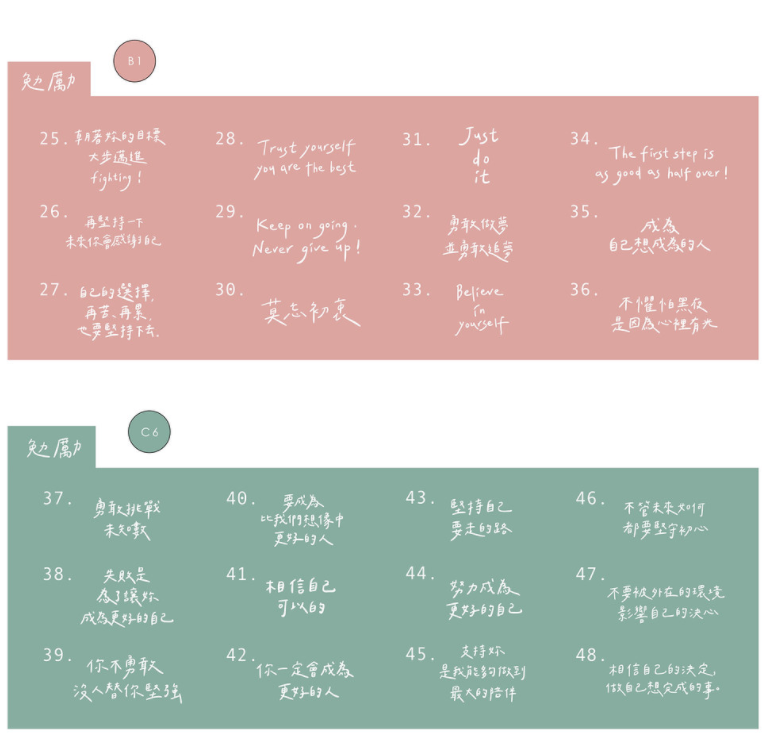 B1
勉勵
25. 朝著妳的目標
大步邁進
fighting!
26. 再堅持一下
未來你會感謝自己
27. 自己的選擇,
再苦、再累,
也要堅持下去.
28. Trust yourself
you are the best
29. Keep on going.
Never give up!
30. 莫忘初衷
31. Just
do
it
32. 勇敢做夢
並勇敢追夢
33. Believe
in
yourself
34. The first step is
as good as half over!
35. 成為
自己想成為的人
36. 不懼怕黑夜
是因為心裡有光
C6
勉勵
37. 勇敢挑戰
未知數
38. 失敗是
為了讓妳
成為更好的自己
39. 你不勇敢
沒人替你堅強
40. 要成為
比我們想像中
更好的人
41. 相信自己
可以的
42. 你一定會成為
更好的人
43. 堅持自己
要走的路
44. 努力成為
更好的自己
45. 支持妳
是我能夠做到
最大的陪伴
46. 不管未來如何
都要堅守初心
47. 不要被外在的環境
影響自己的決心
48. 相信自己的決定,
做自己想完成的事。